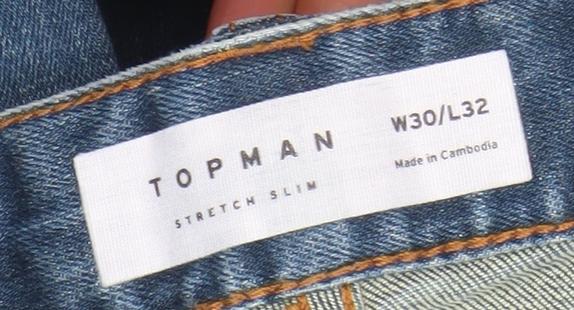 TOPMAN
STRETCH SLIM
W30/L32
Made in Cambodia